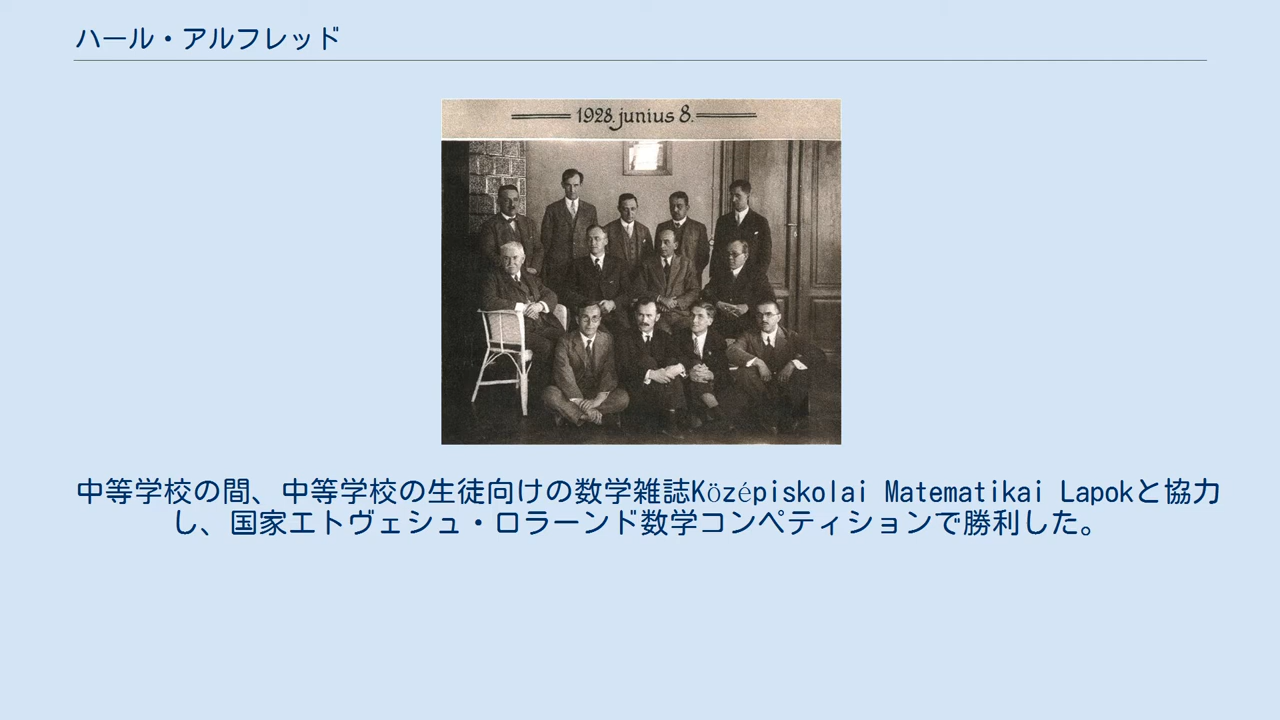 ハール・アルフレッド
1928. junius 8.
中等学校の間、中等学校の生徒向けの数学雑誌Középiskolai Matematikai Lapokと協力
し、国家エトヴェシュ・ロラーンド数学コンペティションで勝利した。